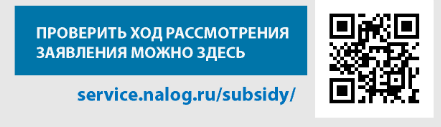 ПРОВЕРИТЬ ХОД РАССМОТРЕНИЯ
ЗАЯВЛЕНИЯ МОЖНО ЗДЕСЬ
service.nalog.ru/subsidy/